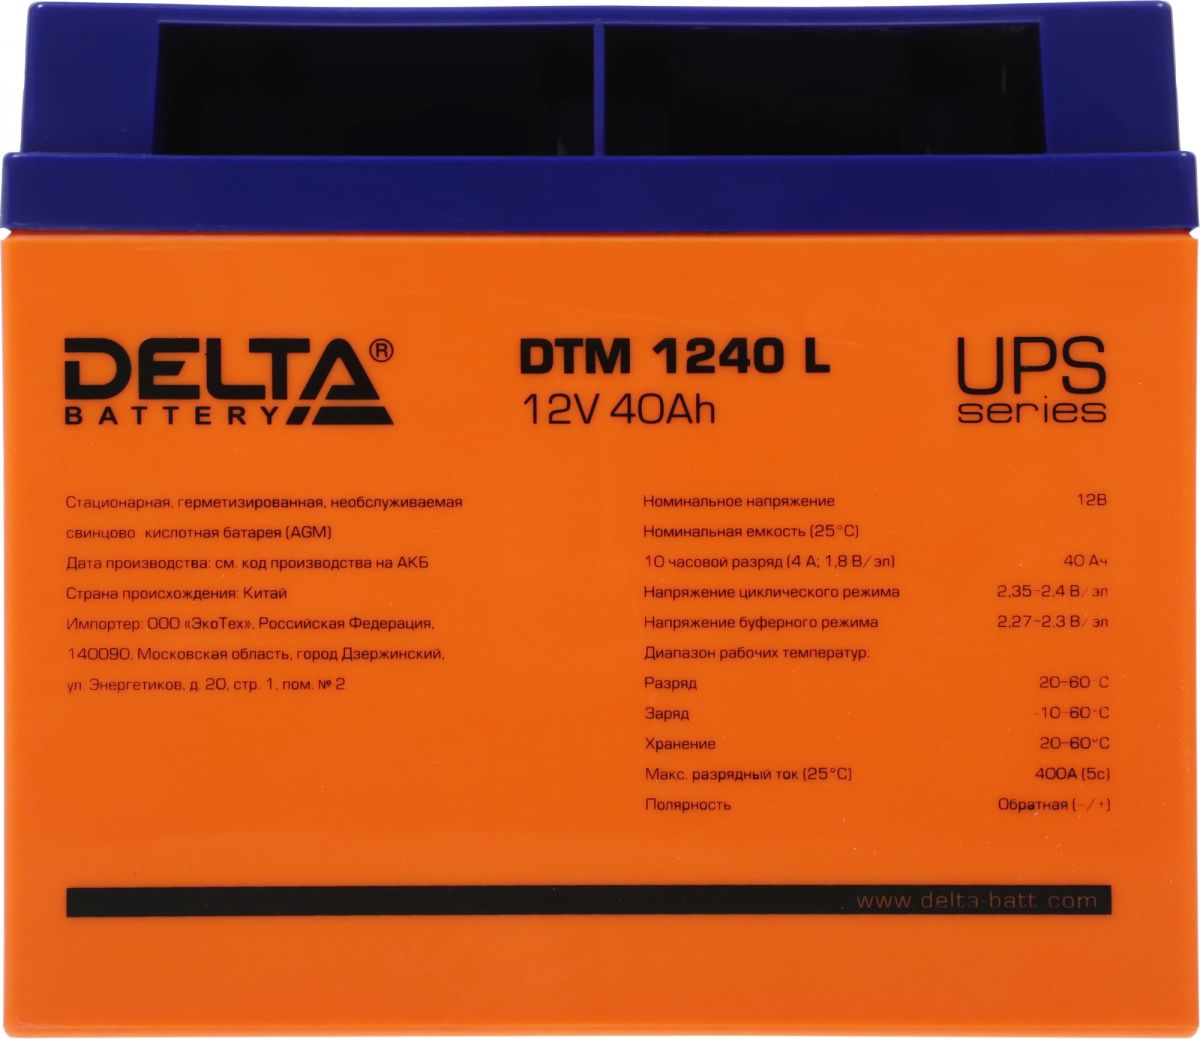 DELTA®
BATTERY
DTM 1240 L
12V 40Ah
UPS
series
Стационарная, герметизированная, необслуживаемая
свинцово кислотная батарея (AGM)
Дата производства: см. код производства на АКБ
Страна происхождения: Китай
Импортер: ООО «ЭкоТех», Российская Федерация,
140090, Московская область, город Дзержинский,
ул. Энергетиков, д. 20, стр. 1, пом. № 2
Номинальное напряжение 12В
Номинальная емкость (25°C)
10 часовой разряд (4 А; 1,8 В/эл) 40 Ач
Напряжение циклического режима 2,35-2,4 В/эл
Напряжение буферного режима 2,27-2,3 В/эл
Диапазон рабочих температур:
Разряд 20-60°C
Заряд -10-60°C
Хранение 20-60°C
Макс. разрядный ток (25°C) 400А (5с)
Полярность Обратная (-/+)
www.delta-batt.com